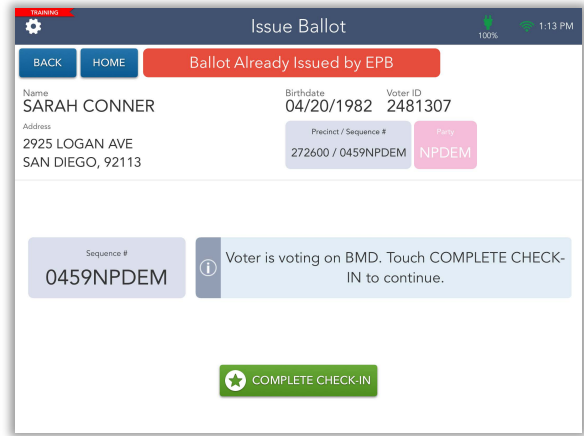 TRAINING
Issue Ballot
100%
1:13 PM
BACK
HOME
Ballot Already Issued by EPB
Name
SARAH CONNER
Birthdate
04/20/1982
Voter ID
2481307
Address
2925 LOGAN AVE
SAN DIEGO, 92113
Precinct / Sequence #
272600 / 0459NPDEM
Party
NPDEM
Sequence #
0459NPDEM
Voter is voting on BMD. Touch COMPLETE CHECK-
IN to continue.
COMPLETE CHECK-IN